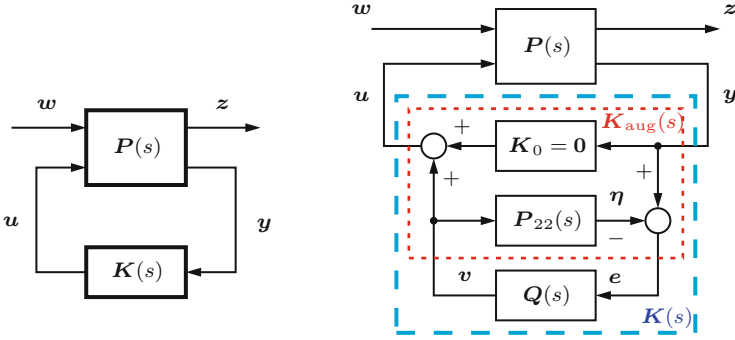 w
z
P(s)
u
y
K(s)
w
z
P(s)
u
y
K_aug(s)
+
K_0 = 0
+
+
η
P_22(s)
−
v
e
Q(s)
K(s)